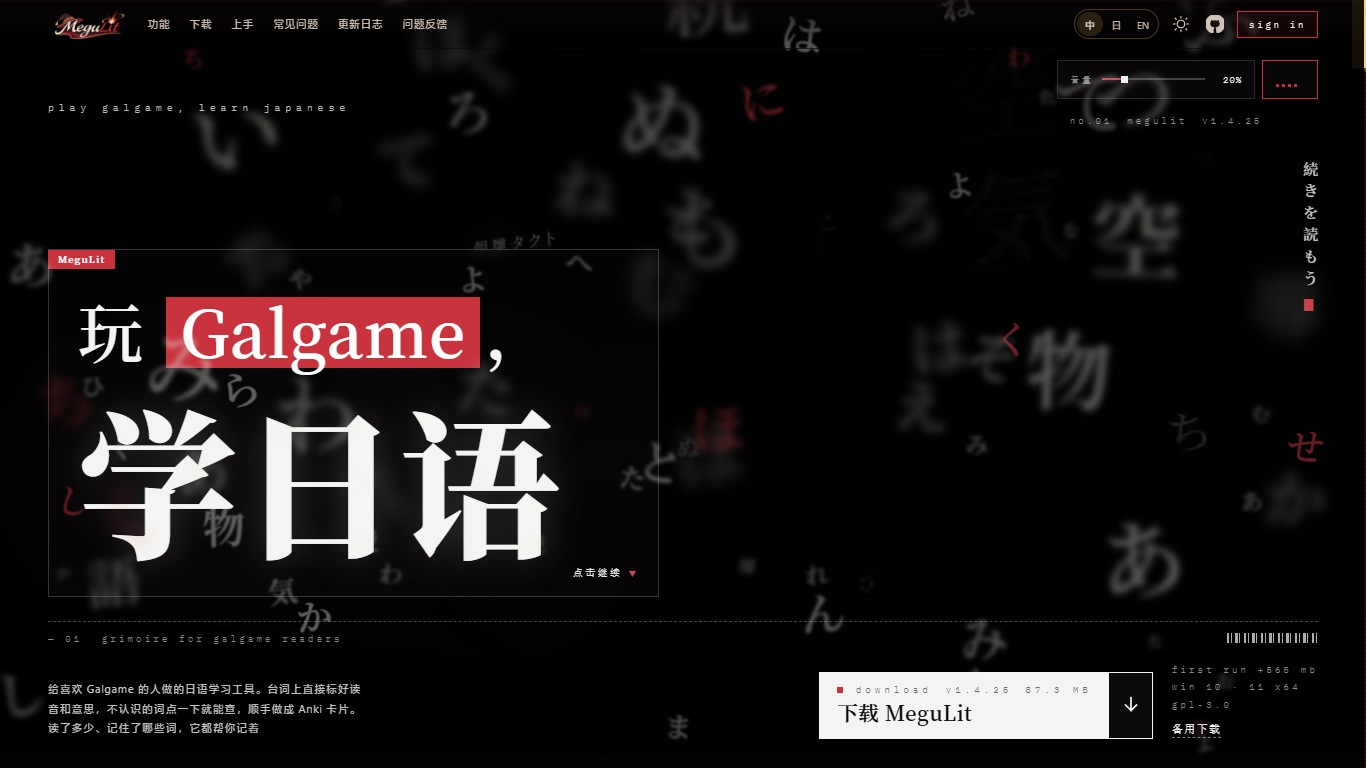 MeguLit
功能 下载 上手 常见问题 更新日志 问题反馈
中 日 EN
sign in
音量 20%
play galgame, learn japanese
no.01 megulit v1.4.25
続きを読もう
MeguLit
玩 Galgame，
学日语
点击继续 ▼
— 01 grimoire for galgame readers
给喜欢 Galgame 的人做的日语学习工具。台词上直接标好读
音和意思，不认识的词点一下就能查，顺手做成 Anki 卡片。
读了多少、记住了哪些词，它都帮你记着
download v1.4.25 87.3 MB
下载 MeguLit
first run +565 mb
win 10 · 11 x64
gpl-3.0
备用下载